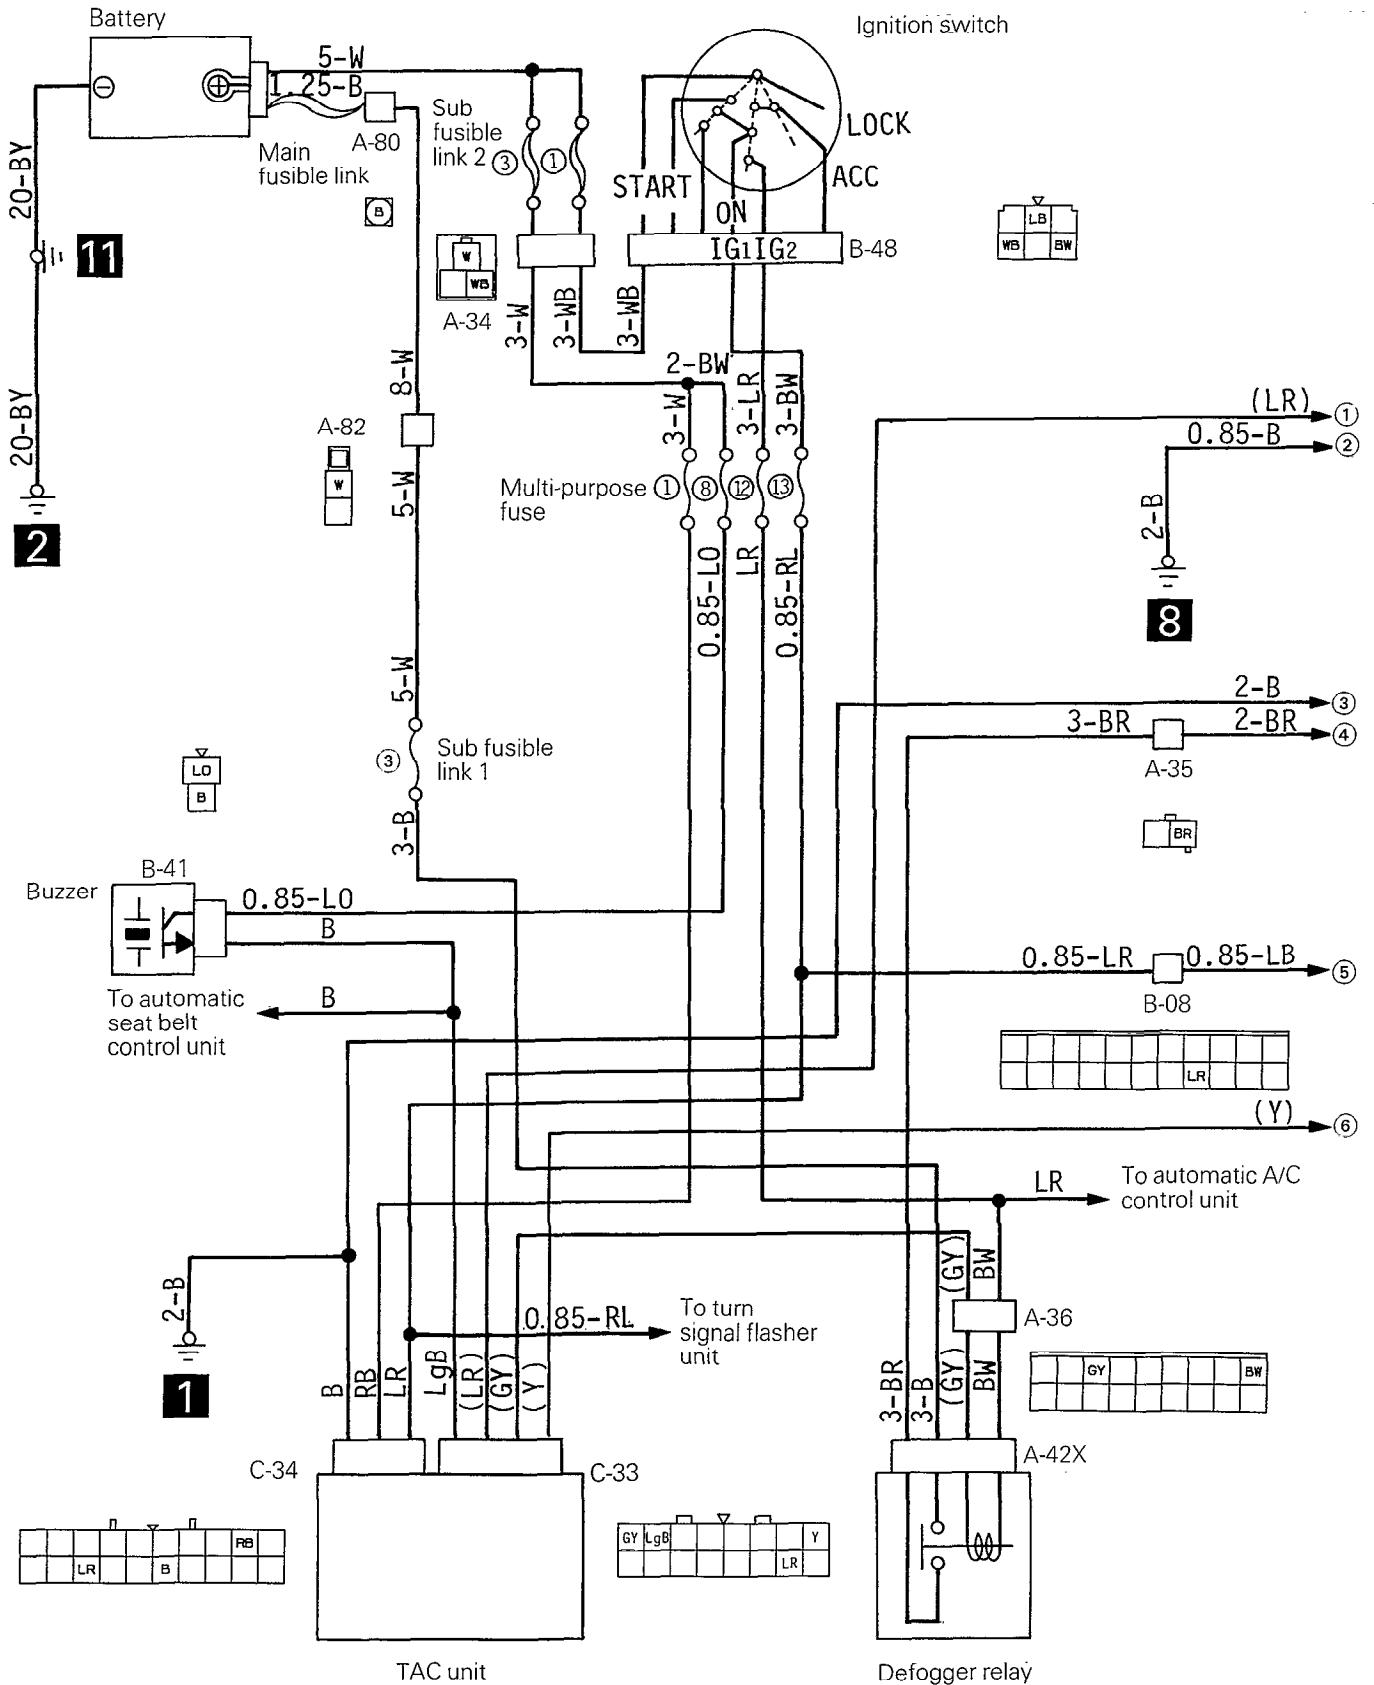 Battery
Ignition switch
5-W
1.25-B
A-80
Main
fusible link
B
Sub
fusible
link 2
③
①
LOCK
ACC
START
ON
IG1
IG2
B-48
LB
WB
BW
20-BY
11
W
WB
A-34
3-W
3-WB
3-WB
2-BW
8-W
3-W
3-LR
3-BW
20-BY
2
A-82
W
5-W
Multi-purpose
fuse
①
⑧
⑫
⑬
(LR)
①
0.85-B
②
2-B
8
0.85-LO
LR
0.85-RL
5-W
③
Sub fusible
link 1
3-B
2-B
③
3-BR
2-BR
④
A-35
BR
LO
B
B-41
Buzzer
0.85-LO
B
To automatic
seat belt
control unit
B
0.85-LR
0.85-LB
⑤
B-08
LR
(Y)
⑥
LR
To automatic A/C
control unit
2-B
1
0.85-RL
To turn
signal flasher
unit
(GY)
BW
A-36
GY
BW
B
RB
LR
LgB
(LR)
(GY)
(Y)
3-BR
3-B
(GY)
BW
C-34
C-33
A-42X
RB
LR
B
GY
LgB
Y
LR
TAC unit
Defogger relay